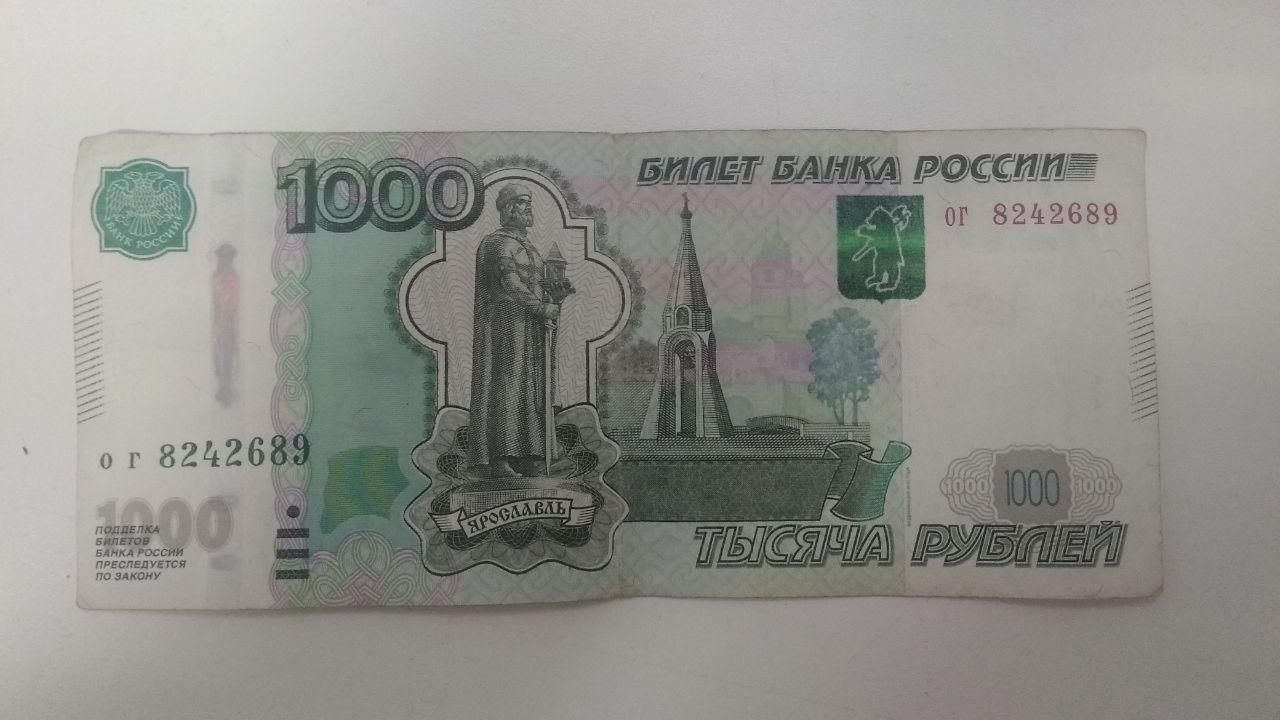 БАНК РОССИИ
1000
БИЛЕТ БАНКА РОССИИ
ог 8242689
ог 8242689
1000
ПОДДЕЛКА
БИЛЕТОВ
БАНКА РОССИИ
ПРЕСЛЕДУЕТСЯ
ПО ЗАКОНУ
ЯРОСЛАВЛЬ
1000 1000 1000
ТЫСЯЧА РУБЛЕЙ